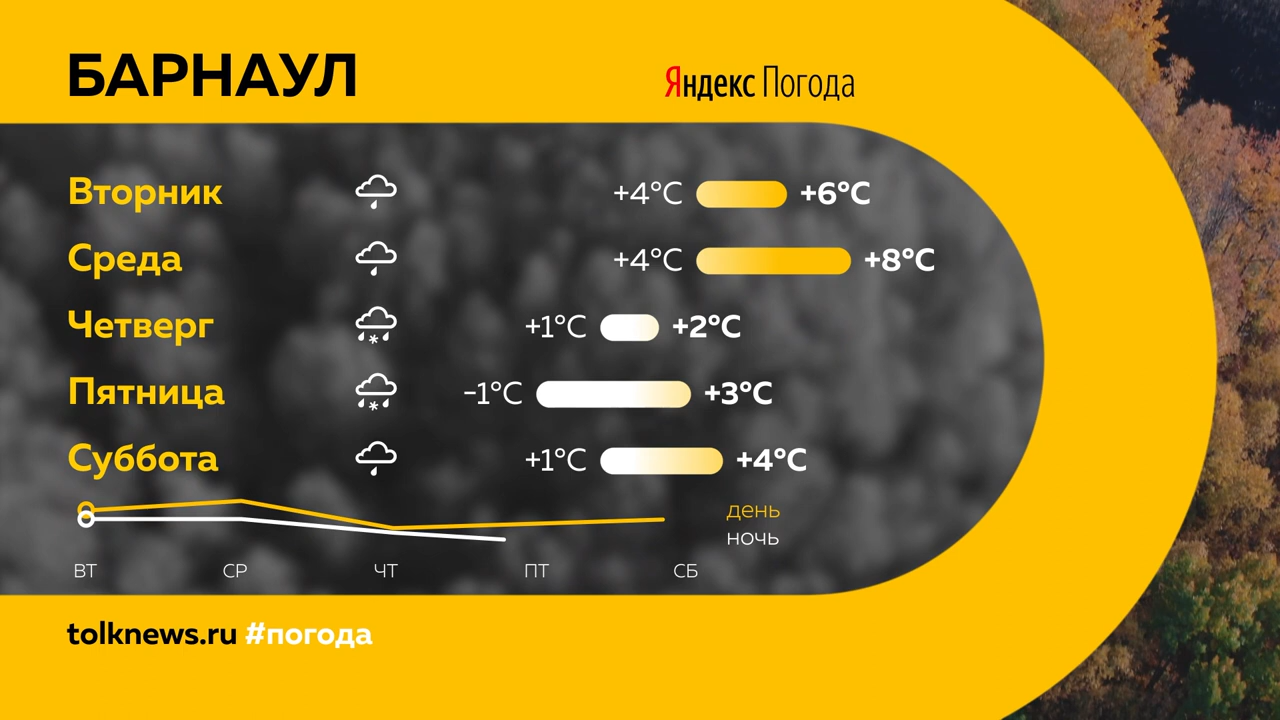 БАРНАУЛ
Яндекс Погода
Вторник +4°C +6°C
Среда +4°C +8°C
Четверг +1°C +2°C
Пятница -1°C +3°C
Суббота +1°C +4°C
день
ночь
ВТ СР ЧТ ПТ СБ
tolknews.ru #погода